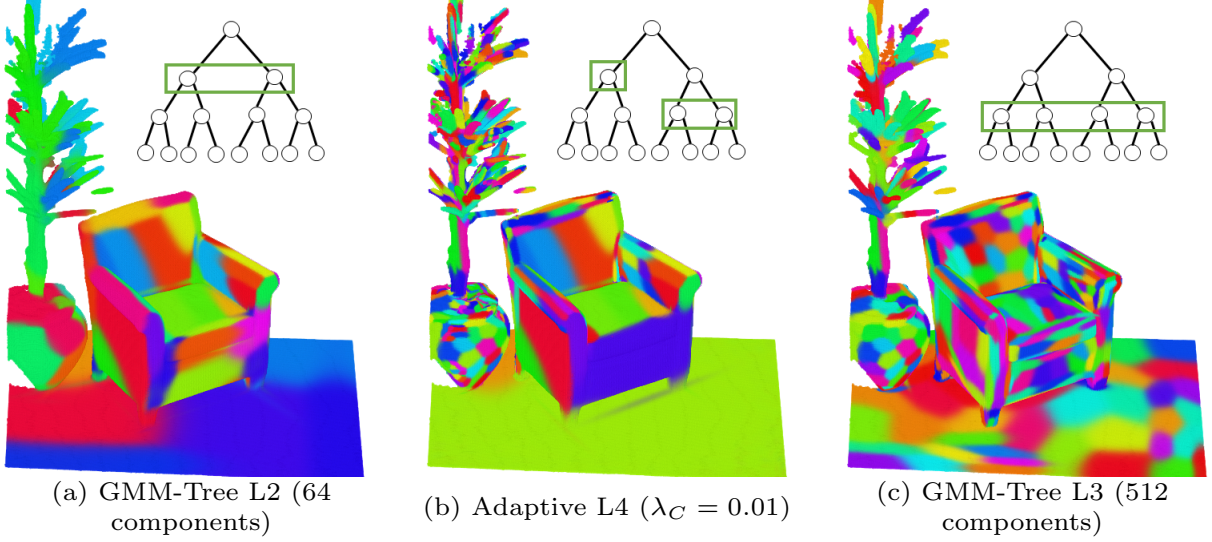 (a) GMM-Tree L2 (64
components)
(b) Adaptive L4 (λ_C = 0.01)
(c) GMM-Tree L3 (512
components)